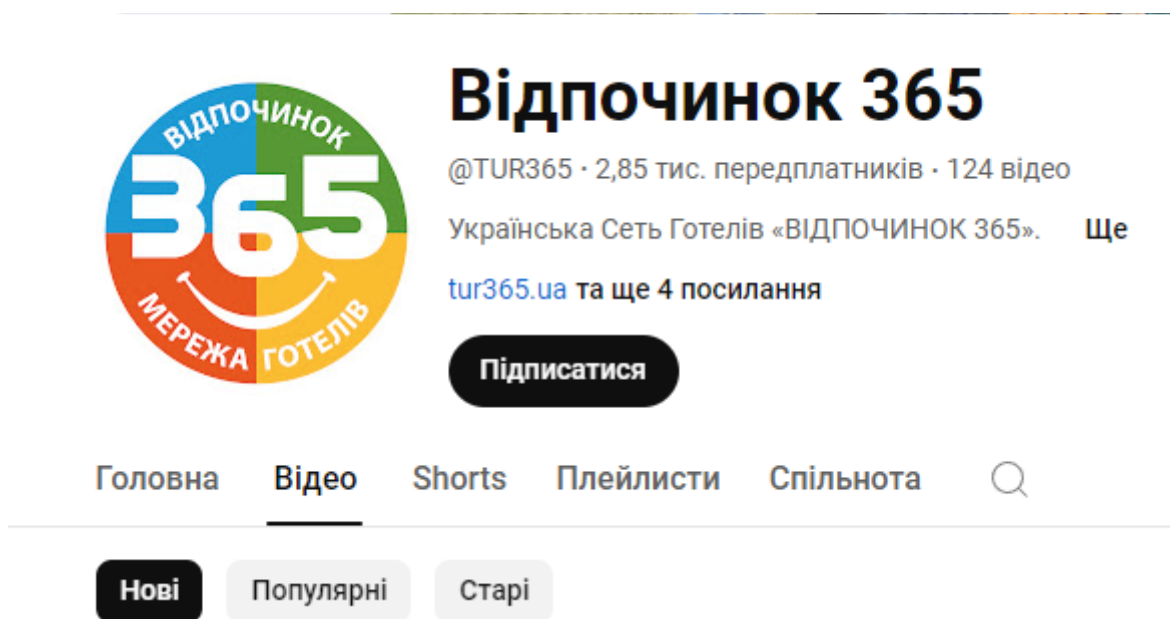 ВІДПОЧИНОК
365
МЕРЕЖА ГОТЕЛІВ
Відпочинок 365
@TUR365 · 2,85 тис. передплатників · 124 відео
Українська Сеть Готелів «ВІДПОЧИНОК 365». Ще
tur365.ua та ще 4 посилання
Підписатися
Головна Відео Shorts Плейлисти Спільнота
Нові Популярні Старі